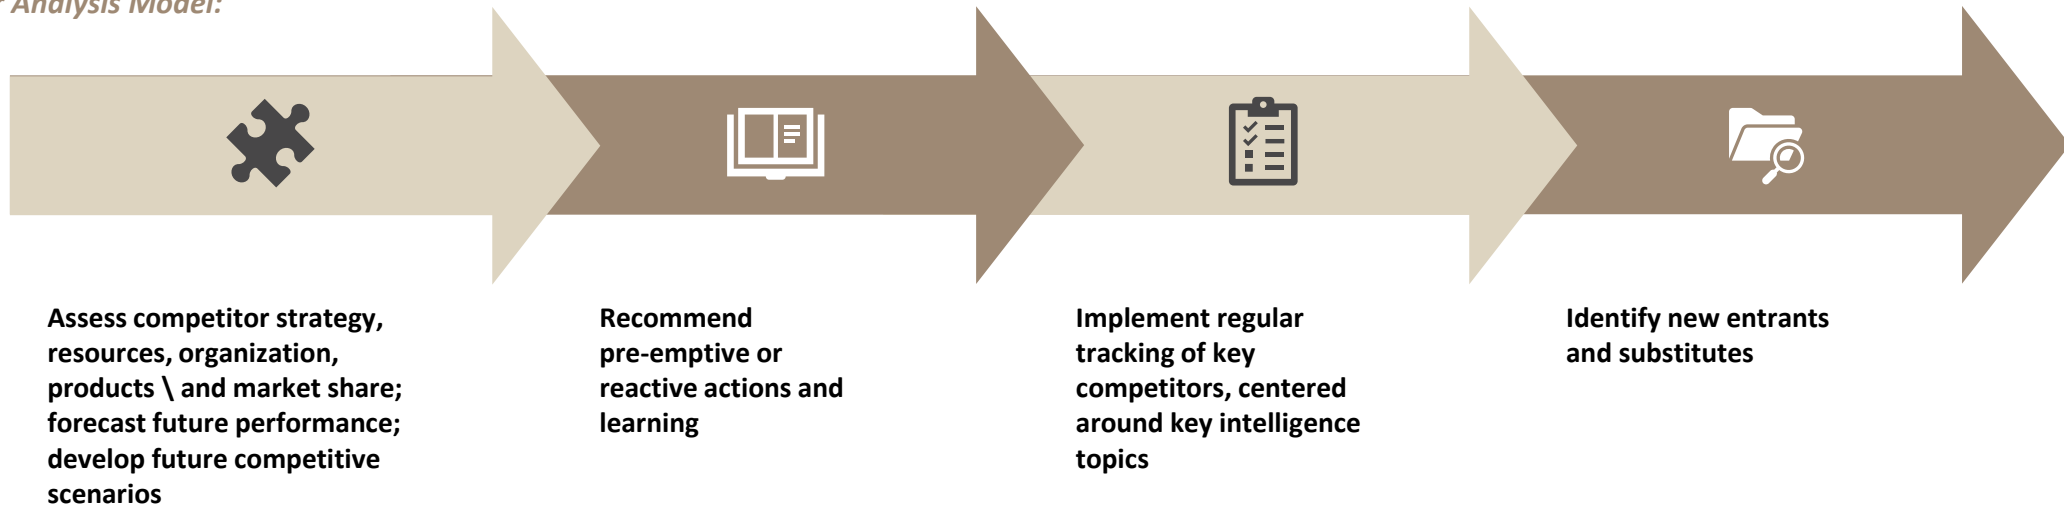 Analysis Model:
Assess competitor strategy,
resources, organization,
products \ and market share;
forecast future performance;
develop future competitive
scenarios
Recommend
pre-emptive or
reactive actions and
learning
Implement regular
tracking of key
competitors, centered
around key intelligence
topics
Identify new entrants
and substitutes